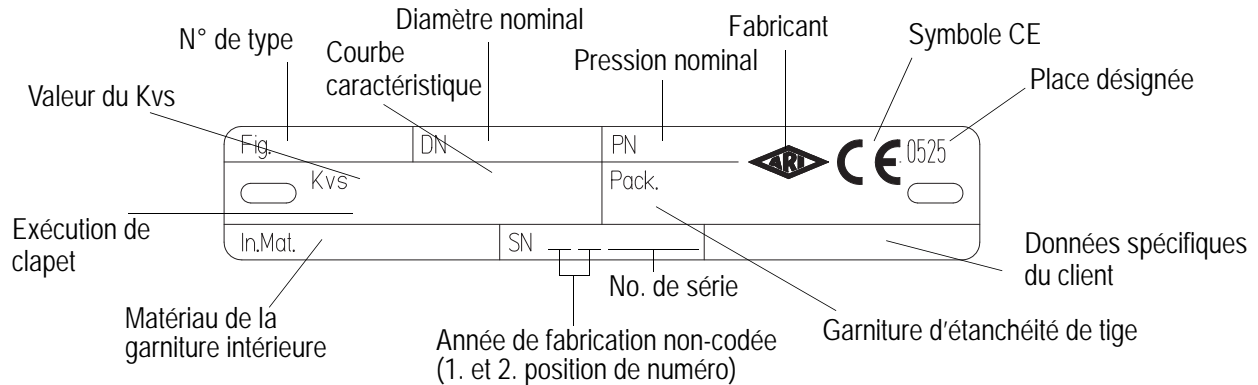 Diamètre nominal
Fabricant
N° de type
Symbole CE
Courbe
caractéristique
Pression nominal
Place désignée
Valeur du Kvs
Fig.
DN
PN
ARI
CE
0525
Kvs
Pack.
Exécution de
clapet
In.Mat.
SN
Données spécifiques
du client
No. de série
Matériau de la
garniture intérieure
Année de fabrication non-codée
(1. et 2. position de numéro)
Garniture d'étanchéité de tige